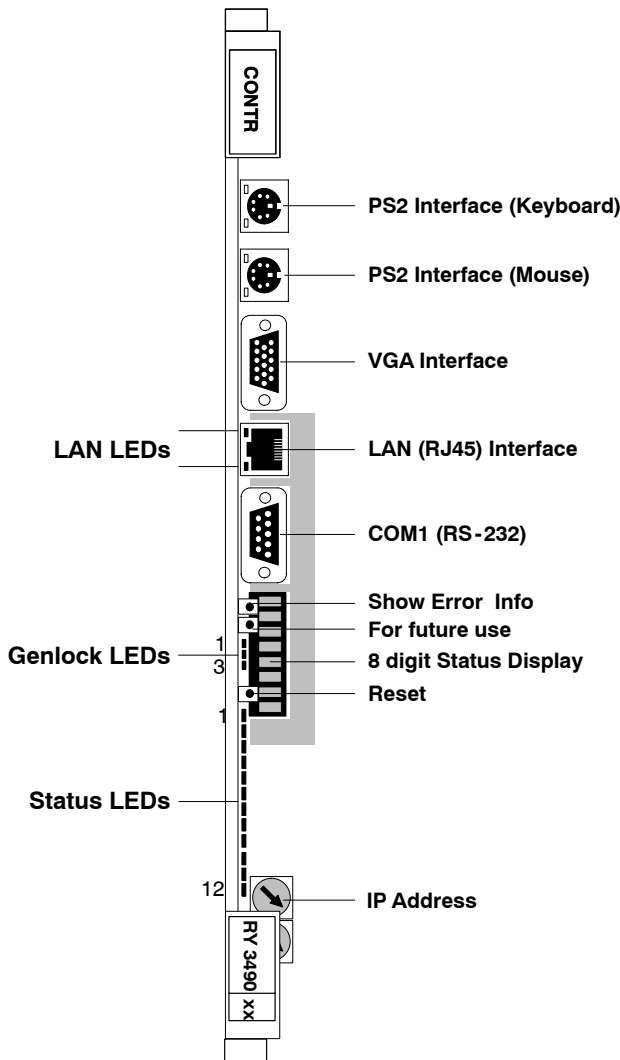 CONTR
PS2 Interface (Keyboard)
PS2 Interface (Mouse)
VGA Interface
LAN LEDs
LAN (RJ45) Interface
COM1 (RS-232)
Show Error Info
For future use
1
Genlock LEDs
3
8 digit Status Display
Reset
1
Status LEDs
12
IP Address
RY 3490 xx